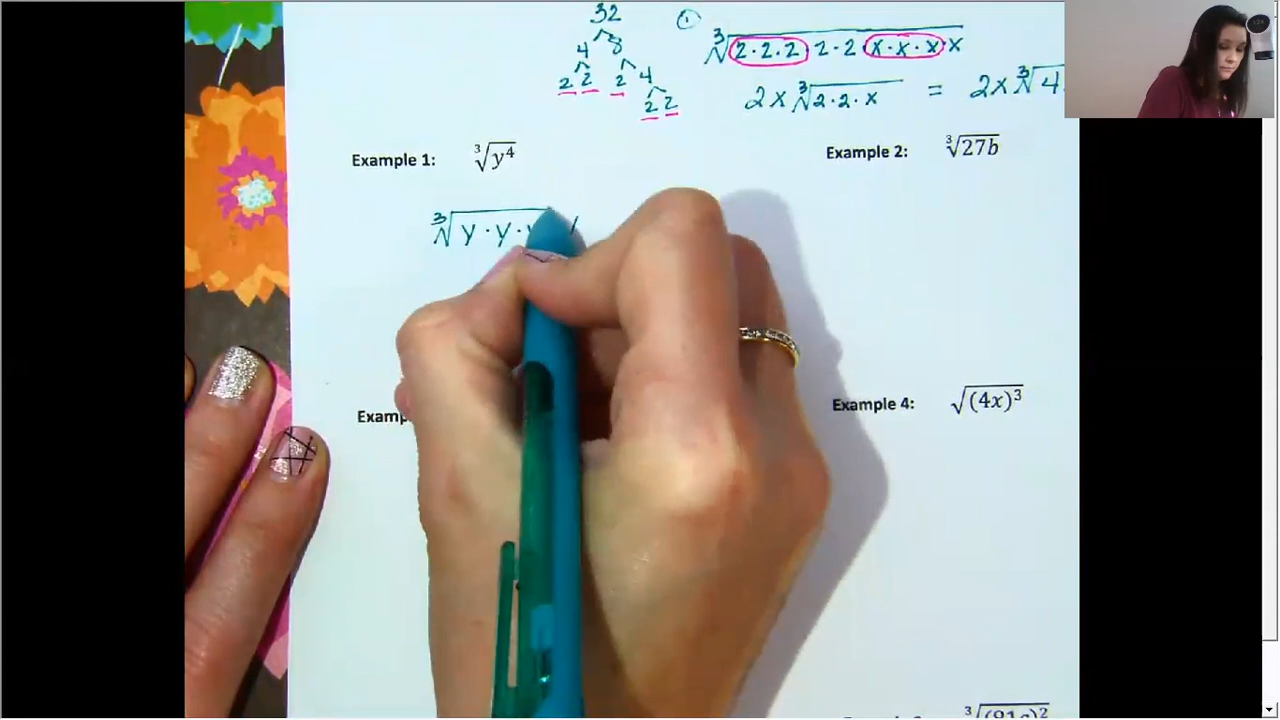 32
4 8
2 2 2 4
2 2
① ∛2·2·2·2·2·x·x·x·x
2x ∛2·2·x = 2x ∛4
Example 1: ∛y⁴
Example 2: ∛27b
∛y·y·
Examp
Example 4: √(4x)³